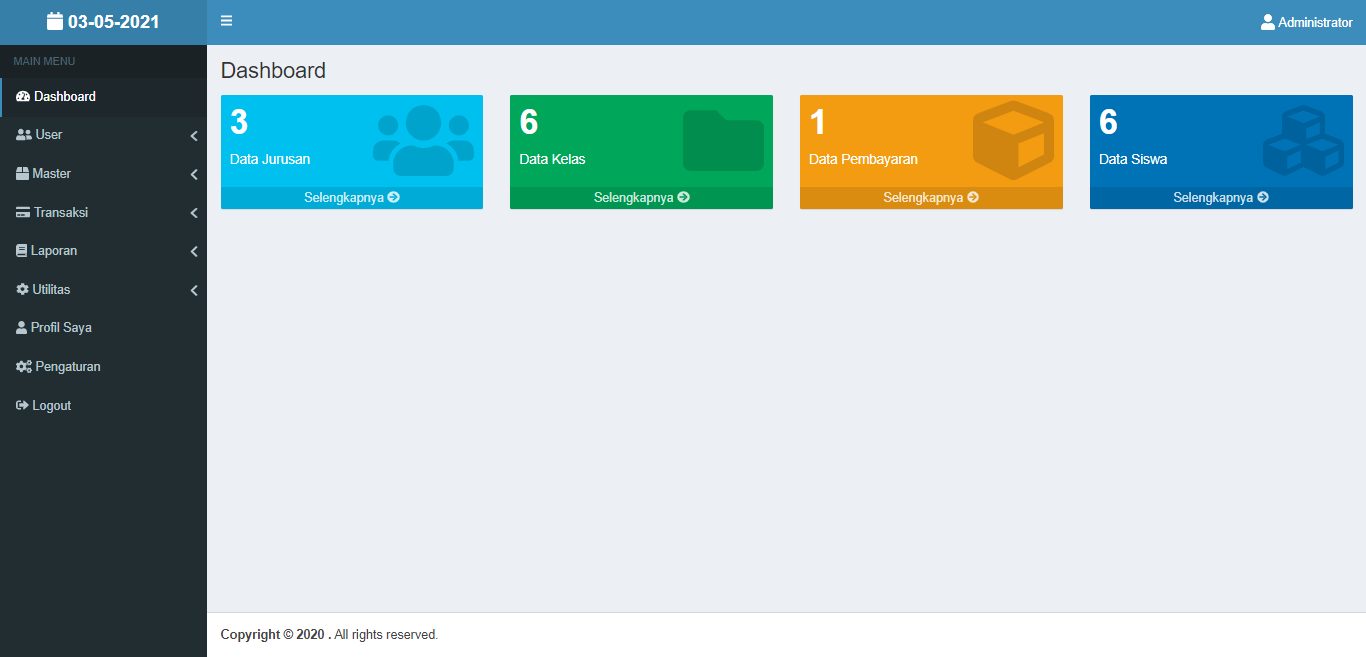 03-05-2021
Administrator
MAIN MENU
Dashboard
User
Master
Transaksi
Laporan
Utilitas
Profil Saya
Pengaturan
Logout
Dashboard
3
Data Jurusan
Selengkapnya
6
Data Kelas
Selengkapnya
1
Data Pembayaran
Selengkapnya
6
Data Siswa
Selengkapnya
Copyright © 2020 . All rights reserved.